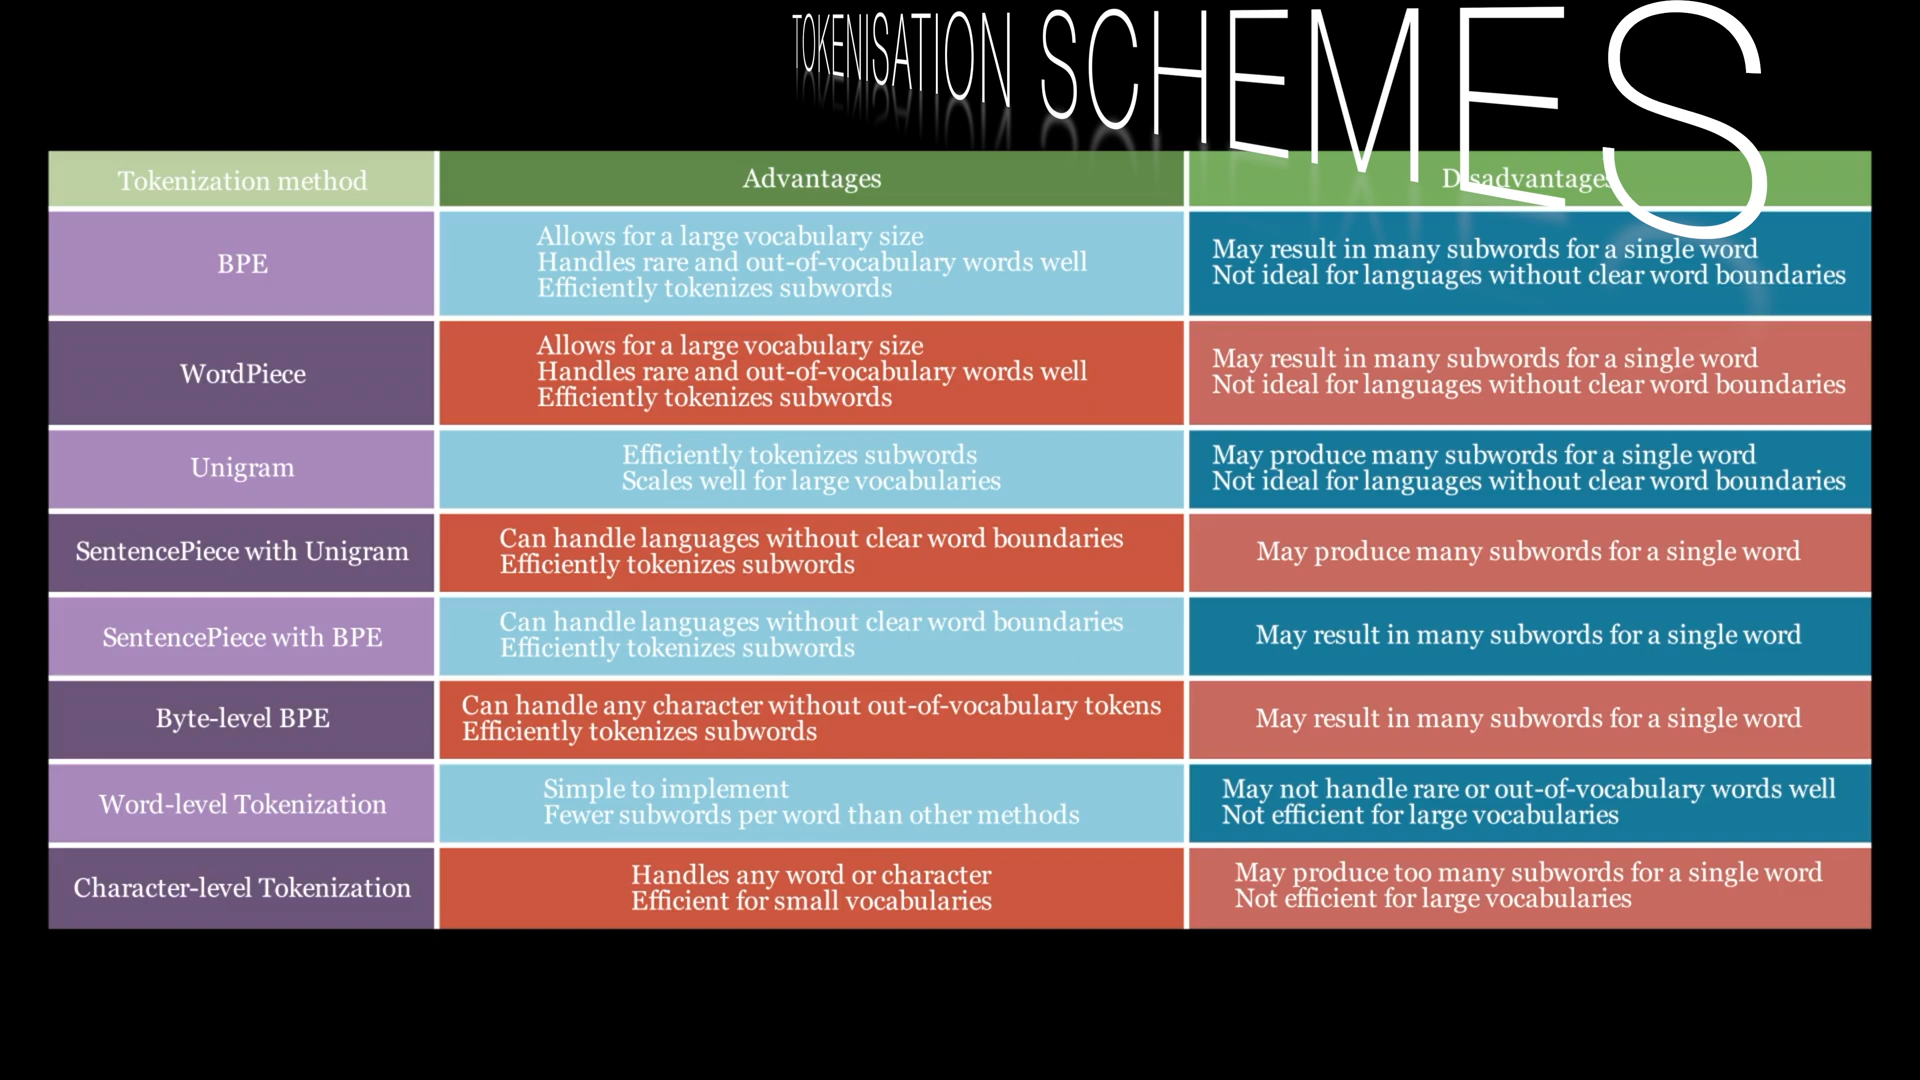 TOKENISATION SCHEMES
Tokenization method
Advantages
Disadvantages
BPE
Allows for a large vocabulary size
Handles rare and out-of-vocabulary words well
Efficiently tokenizes subwords
May result in many subwords for a single word
Not ideal for languages without clear word boundaries
WordPiece
Allows for a large vocabulary size
Handles rare and out-of-vocabulary words well
Efficiently tokenizes subwords
May result in many subwords for a single word
Not ideal for languages without clear word boundaries
Unigram
Efficiently tokenizes subwords
Scales well for large vocabularies
May produce many subwords for a single word
Not ideal for languages without clear word boundaries
SentencePiece with Unigram
Can handle languages without clear word boundaries
Efficiently tokenizes subwords
May produce many subwords for a single word
SentencePiece with BPE
Can handle languages without clear word boundaries
Efficiently tokenizes subwords
May result in many subwords for a single word
Byte-level BPE
Can handle any character without out-of-vocabulary tokens
Efficiently tokenizes subwords
May result in many subwords for a single word
Word-level Tokenization
Simple to implement
Fewer subwords per word than other methods
May not handle rare or out-of-vocabulary words well
Not efficient for large vocabularies
Character-level Tokenization
Handles any word or character
Efficient for small vocabularies
May produce too many subwords for a single word
Not efficient for large vocabularies